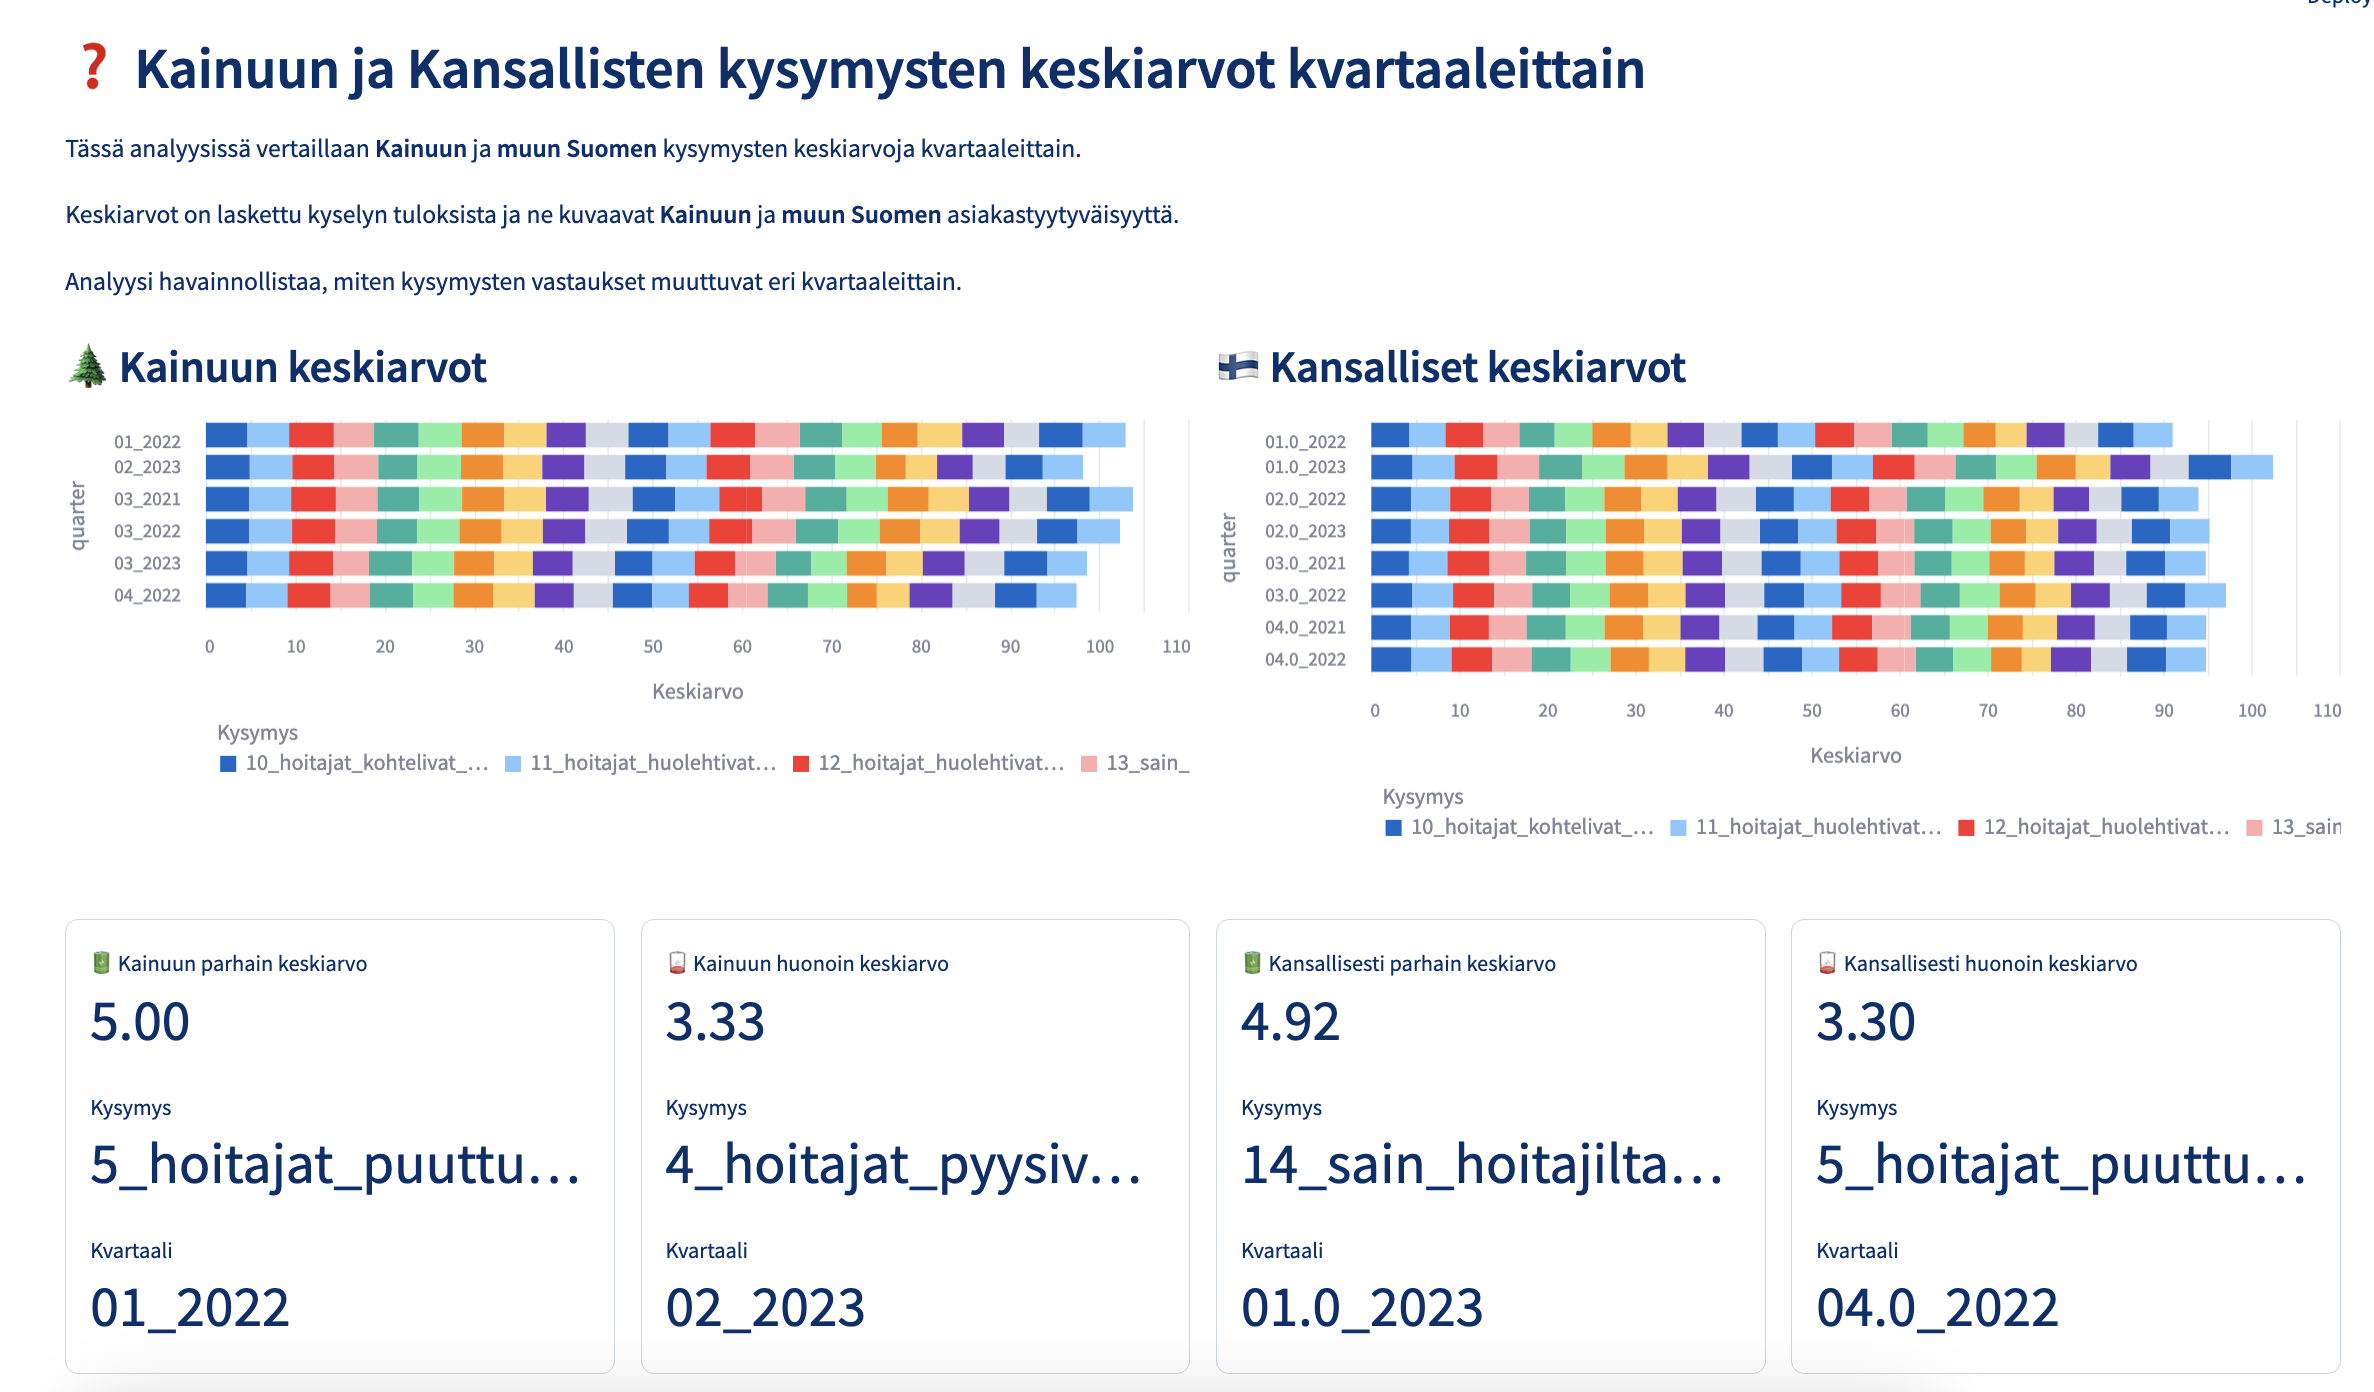 Kainuun ja Kansallisten kysymysten keskiarvot kvartaaleittain
Tässä analyysissä vertaillaan Kainuun ja muun Suomen kysymysten keskiarvoja kvartaaleittain.
Keskiarvot on laskettu kyselyn tuloksista ja ne kuvaavat Kainuun ja muun Suomen asiakastyytyväisyyttä.
Analyysi havainnollistaa, miten kysymysten vastaukset muuttuvat eri kvartaaleittain.
Kainuun keskiarvot
quarter
01_2022
02_2023
03_2021
03_2022
03_2023
04_2022
0 10 20 30 40 50 60 70 80 90 100 110
Keskiarvo
Kysymys
10_hoitajat_kohtelivat_… 11_hoitajat_huolehtivat… 12_hoitajat_huolehtivat… 13_sain_
Kansalliset keskiarvot
quarter
01.0_2022
01.0_2023
02.0_2022
02.0_2023
03.0_2021
03.0_2022
04.0_2021
04.0_2022
0 10 20 30 40 50 60 70 80 90 100 110
Keskiarvo
Kysymys
10_hoitajat_kohtelivat_… 11_hoitajat_huolehtivat… 12_hoitajat_huolehtivat… 13_sain
Kainuun parhain keskiarvo
5.00
Kysymys
5_hoitajat_puuttu…
Kvartaali
01_2022
Kainuun huonoin keskiarvo
3.33
Kysymys
4_hoitajat_pyysiv…
Kvartaali
02_2023
Kansallisesti parhain keskiarvo
4.92
Kysymys
14_sain_hoitajilta…
Kvartaali
01.0_2023
Kansallisesti huonoin keskiarvo
3.30
Kysymys
5_hoitajat_puuttu…
Kvartaali
04.0_2022